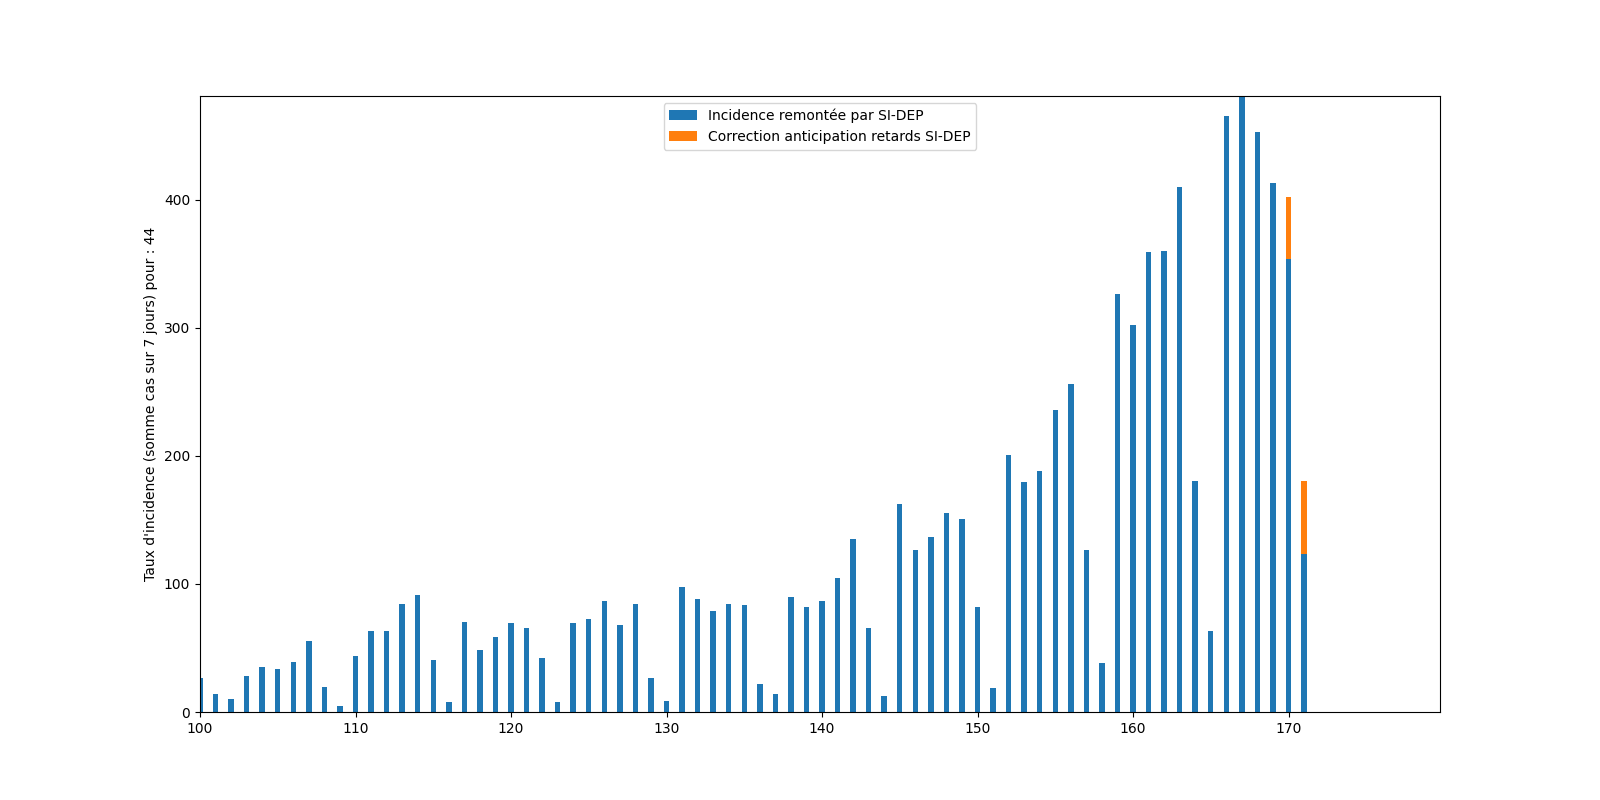 Incidence remontée par SI-DEP
Correction anticipation retards SI-DEP
Taux d'incidence (somme cas sur 7 jours) pour : 44
400
300
200
100
0
100 110 120 130 140 150 160 170